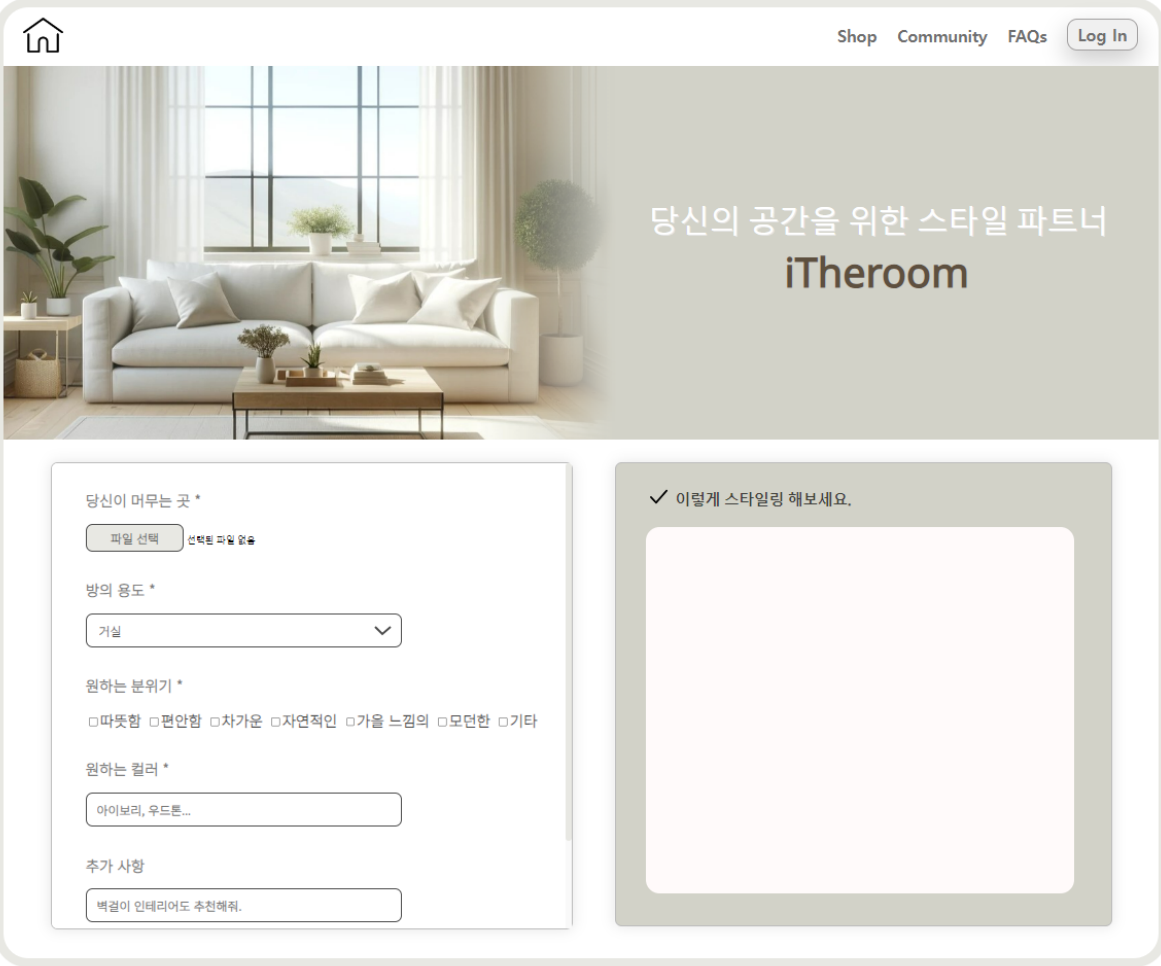 Shop Community FAQs Log In
당신의 공간을 위한 스타일 파트너
iTheroom
당신이 머무는 곳 *
파일 선택 선택된 파일 없음
방의 용도 *
거실
원하는 분위기 *
따뜻함 편안함 차가운 자연적인 가을 느낌의 모던한 기타
원하는 컬러 *
아이보리, 우드톤...
추가 사항
벽걸이 인테리어도 추천해줘.
이렇게 스타일링 해보세요.